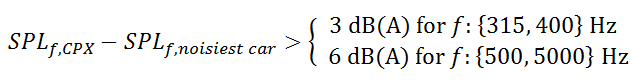 SPL_{f,CPX} − SPL_{f,noisiest car} > { 3 dB(A) for f: {315, 400} Hz
6 dB(A) for f: {500, 5000} Hz